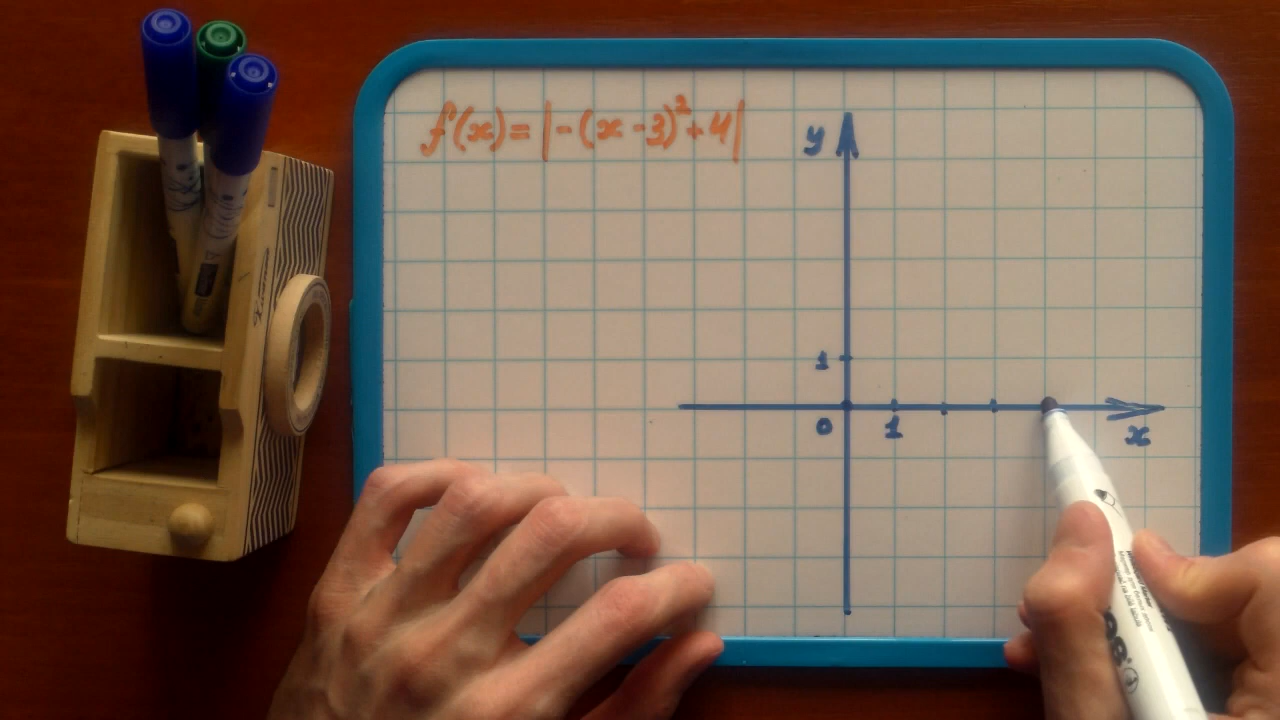 f(x)=|-(x-3)²+4|
y
1
0 1 x